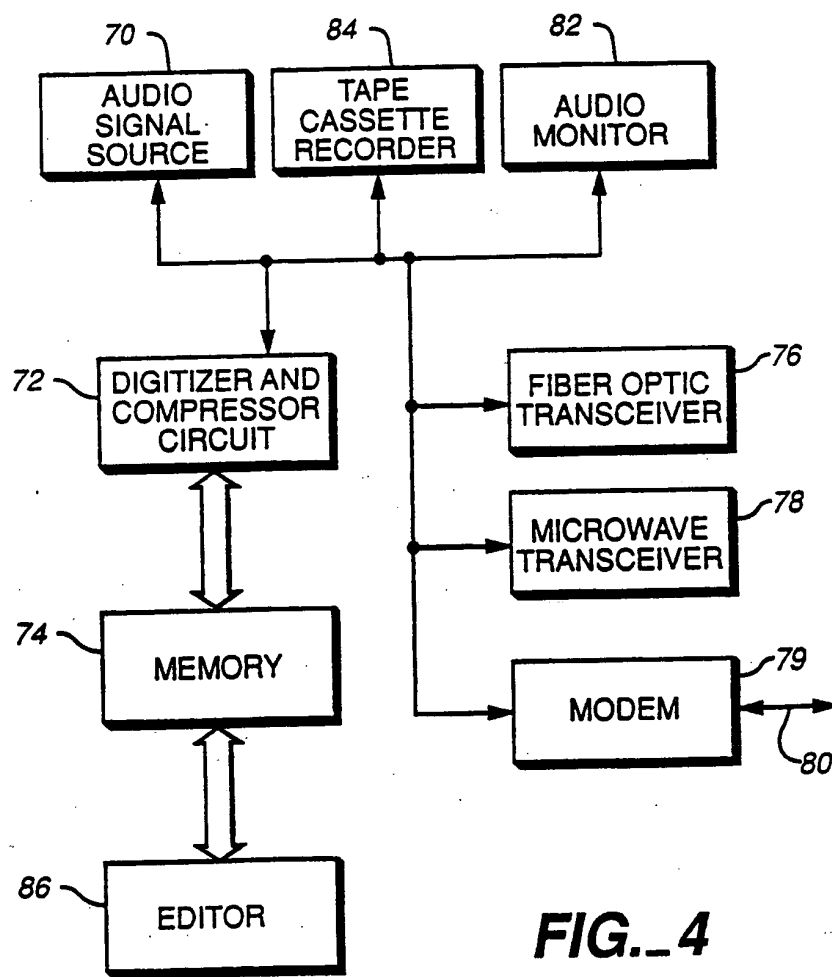 70
84
82
AUDIO
SIGNAL
SOURCE
TAPE
CASSETTE
RECORDER
AUDIO
MONITOR
72
DIGITIZER AND
COMPRESSOR
CIRCUIT
76
FIBER OPTIC
TRANSCEIVER
78
MICROWAVE
TRANSCEIVER
74
MEMORY
79
MODEM
80
86
EDITOR
FIG._4